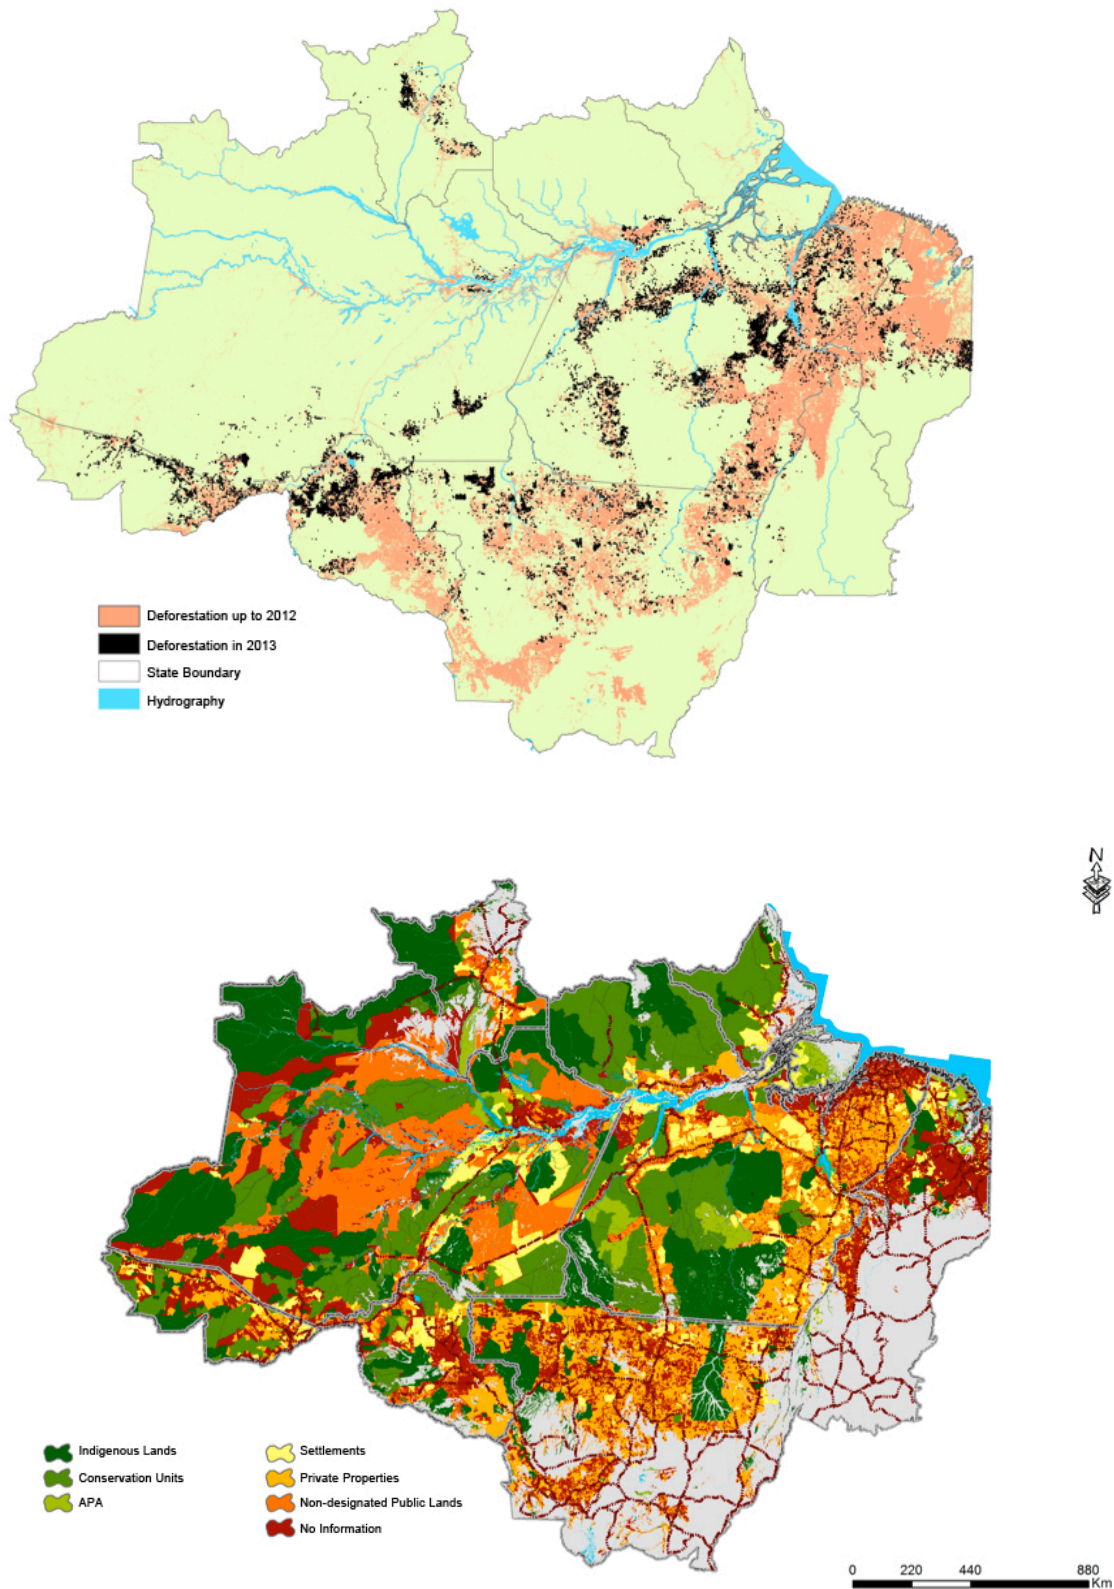 Deforestation up to 2012
Deforestation in 2013
State Boundary
Hydrography
N
Indigenous Lands
Conservation Units
APA
Settlements
Private Properties
Non-designated Public Lands
No Information
0 220 440 880
Km